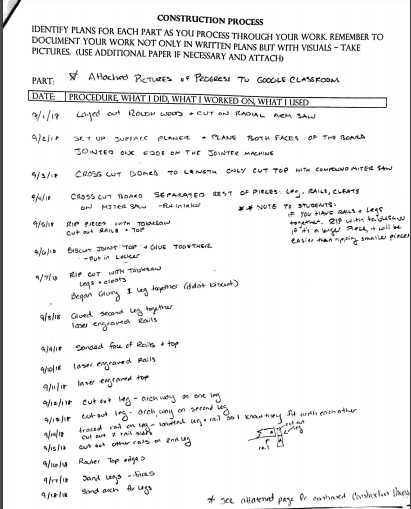 CONSTRUCTION PROCESS
IDENTIFY PLANS FOR EACH PART AS YOU PROCESS THROUGH YOUR WORK. REMEMBER TO
DOCUMENT YOUR WORK NOT ONLY IN WRITTEN PLANS BUT WITH VISUALS – TAKE
PICTURES. (USE ADDITIONAL PAPER IF NECESSARY AND ATTACH)
PART: * Attached Pictures of Progress to GOOGLE CLASSROOM
DATE: PROCEDURE, WHAT I DID, WHAT I WORKED ON, WHAT I USED
9/1/18 Layed out ROUGH WOOD + CUT ON RADIAL ARM SAW
9/2/18 SET UP SURFACE PLANER + PLANE BOTH FACES OF THE BOARD
JOINTED ONE EDGE ON THE JOINTER MACHINE
9/3/18 CROSS CUT BOARD TO LENGTH ONLY CUT TOP WITH COMPOUND MITER SAW
9/4/18 CROSS CUT BOARD SEPARATED REST OF PIECES - Leg, RAILS, CLEATS
ON MITER SAW - Put in locker
** NOTE TO STUDENTS:
IF YOU HAVE RAILS + Legs
together. RIP with tablesaw
if it's a larger Piece, it will be
easier than ripping smaller pieces
9/5/18 RIP PIECES WITH TABLESAW
CUT OUT RAILS + TOP
9/6/18 BISCUIT JOINT TOP + GLUE TOGETHER
-Put in Locker
9/7/18 RIP CUT WITH TABLESAW
Legs + cleats
Began Gluing 1 leg together (didn't biscuit)
9/8/18 Glued second leg together
laser engraved Rails
9/9/18 Sanded face of Rails + top
9/10/18 laser engraved Rails
9/11/18 laser engraved top
9/12/18 cut out leg - arch way on one leg
9/13/18 cut out leg - arch way on second leg
9/14/18 traced rail on leg - labeled leg + rail so I know they fit with each other
cut out 2 rail sides
9/15/18 cut out other rails on 2nd leg
cut out
leg
rail
9/16/18 Router Top edges
9/17/18 Sand Legs - faces
9/18/18 Sand arch for legs
* See attatched page for continued Construction